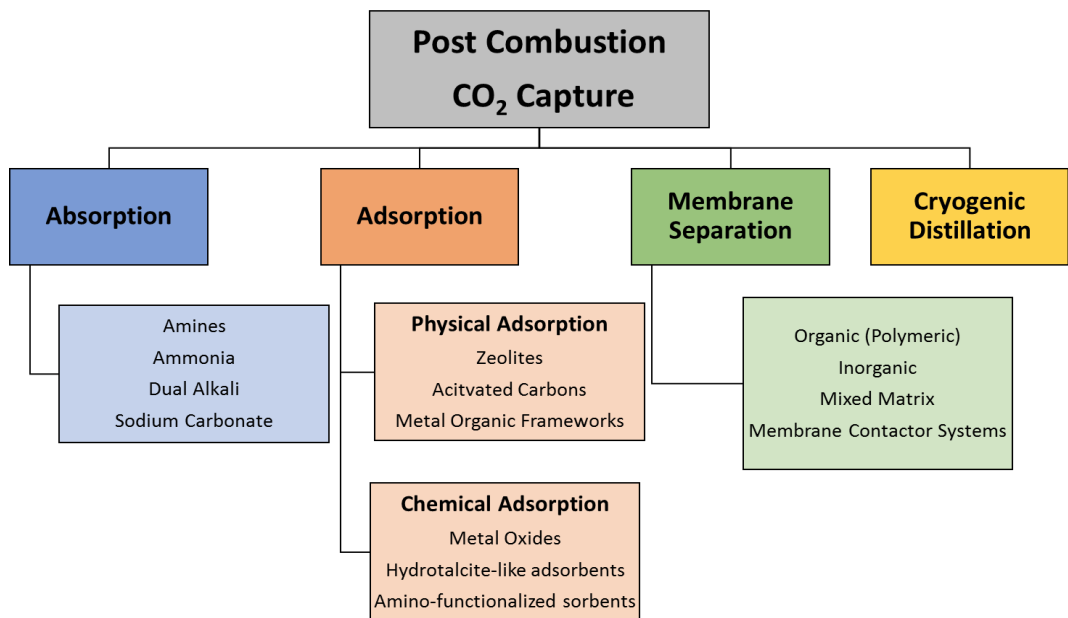 Post Combustion
CO₂ Capture
Absorption
Adsorption
Membrane
Separation
Cryogenic
Distillation
Amines
Ammonia
Dual Alkali
Sodium Carbonate
Physical Adsorption
Zeolites
Acitvated Carbons
Metal Organic Frameworks
Chemical Adsorption
Metal Oxides
Hydrotalcite-like adsorbents
Amino-functionalized sorbents
Organic (Polymeric)
Inorganic
Mixed Matrix
Membrane Contactor Systems